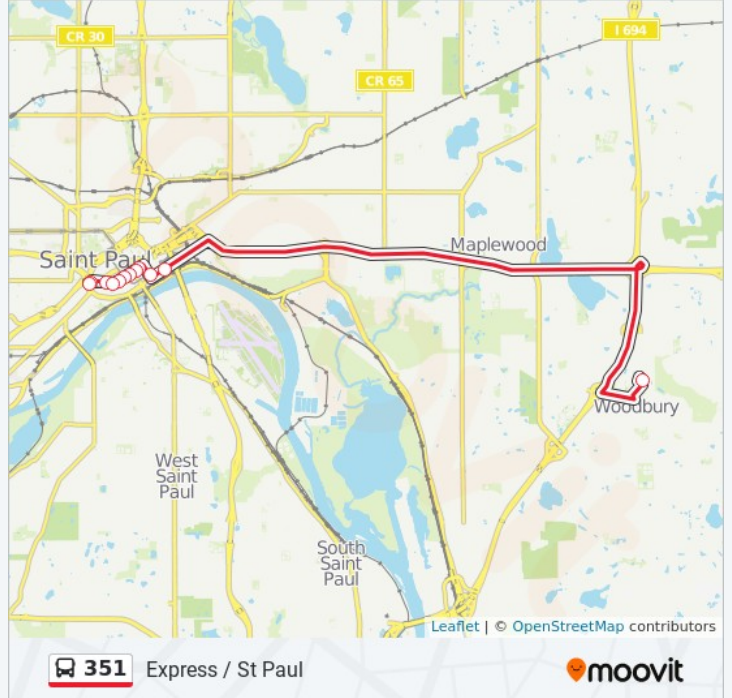 CR 30
I 694
CR 65
Maplewood
Saint Paul
Woodbury
West
Saint
Paul
South
Saint
Paul
Leaflet | © OpenStreetMap contributors
351 Express / St Paul
moovit